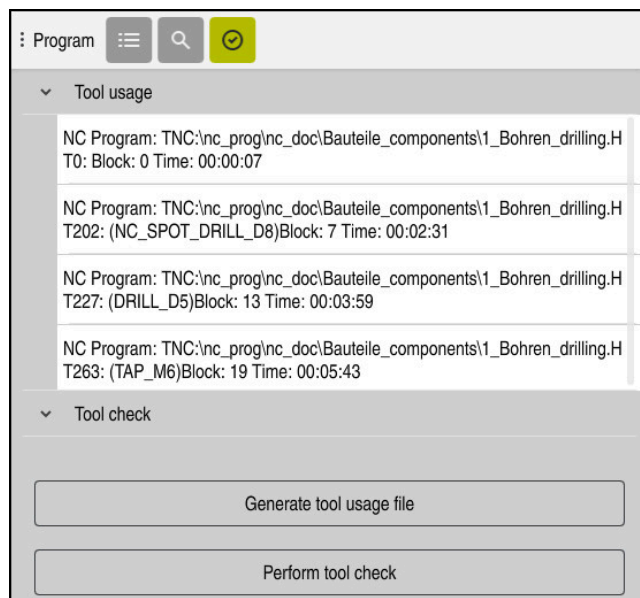 Program
Tool usage
NC Program: TNC:\nc_prog\nc_doc\Bauteile_components\1_Bohren_drilling.H
T0: Block: 0 Time: 00:00:07
NC Program: TNC:\nc_prog\nc_doc\Bauteile_components\1_Bohren_drilling.H
T202: (NC_SPOT_DRILL_D8)Block: 7 Time: 00:02:31
NC Program: TNC:\nc_prog\nc_doc\Bauteile_components\1_Bohren_drilling.H
T227: (DRILL_D5)Block: 13 Time: 00:03:59
NC Program: TNC:\nc_prog\nc_doc\Bauteile_components\1_Bohren_drilling.H
T263: (TAP_M6)Block: 19 Time: 00:05:43
Tool check
Generate tool usage file
Perform tool check